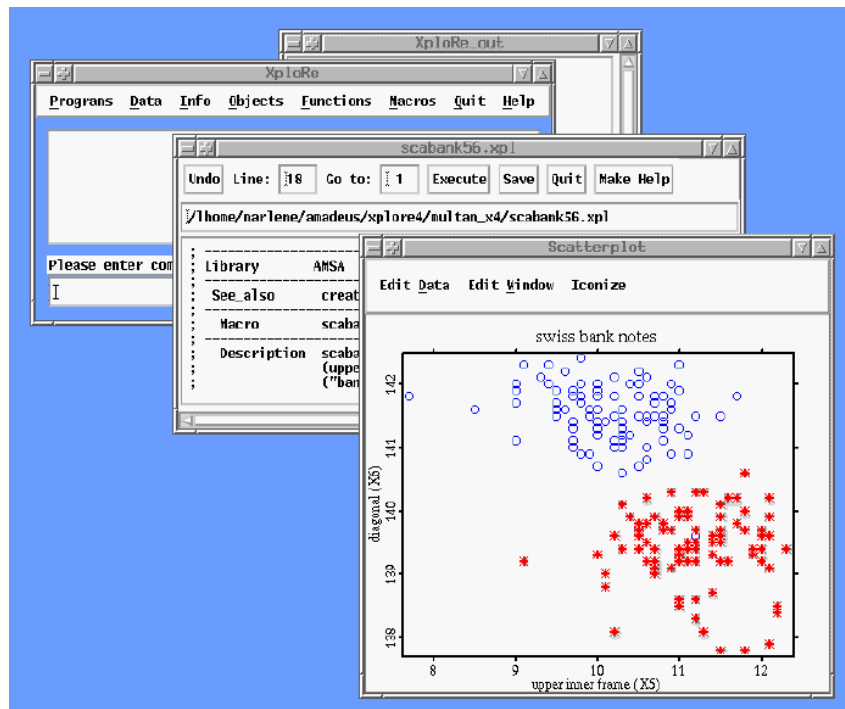 XploRe_out
XploRe
Programs Data Info Objects Functions Macros Quit Help
Please enter com
scabank56.xpl
Undo Line: 18 Go to: 1 Execute Save Quit Make Help
/lhome/marlene/amadeus/xplore4/multan_x4/scabank56.xpl
; --------------------
; Library AMSA
; --------------------
; See_also creat
; --------------------
; Macro scaba
; --------------------
; Description scaba
; (uppe
; ("ban
Scatterplot
Edit Data Edit Window Iconize
swiss bank notes
142
141
140
139
138
diagonal (X6)
8 9 10 11 12
upper inner frame (X5)